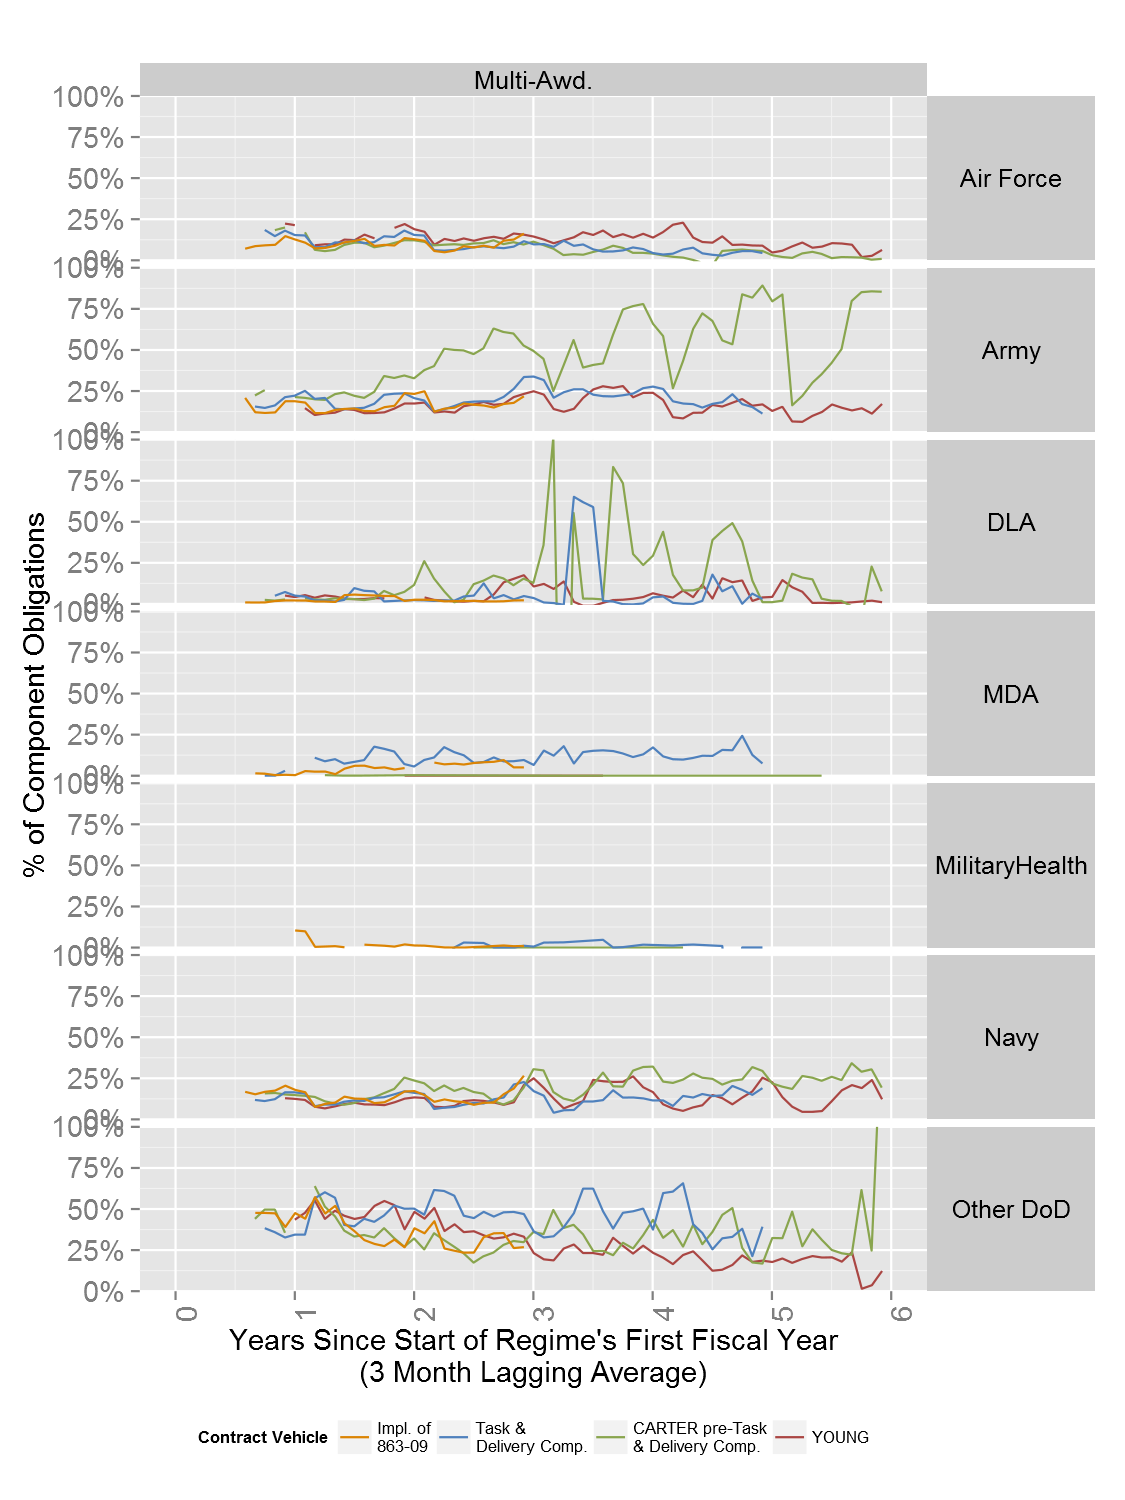 Multi-Awd.
100%
75%
50%
25%
0%
Air Force
100%
75%
50%
25%
0%
Army
100%
75%
50%
25%
0%
DLA
100%
75%
50%
25%
0%
MDA
100%
75%
50%
25%
0%
MilitaryHealth
100%
75%
50%
25%
0%
Navy
100%
75%
50%
25%
0%
Other DoD
% of Component Obligations
0
1
2
3
4
5
6
Years Since Start of Regime's First Fiscal Year
(3 Month Lagging Average)
Contract Vehicle
Impl. of
863-09
Task &
Delivery Comp.
CARTER pre-Task
& Delivery Comp.
YOUNG